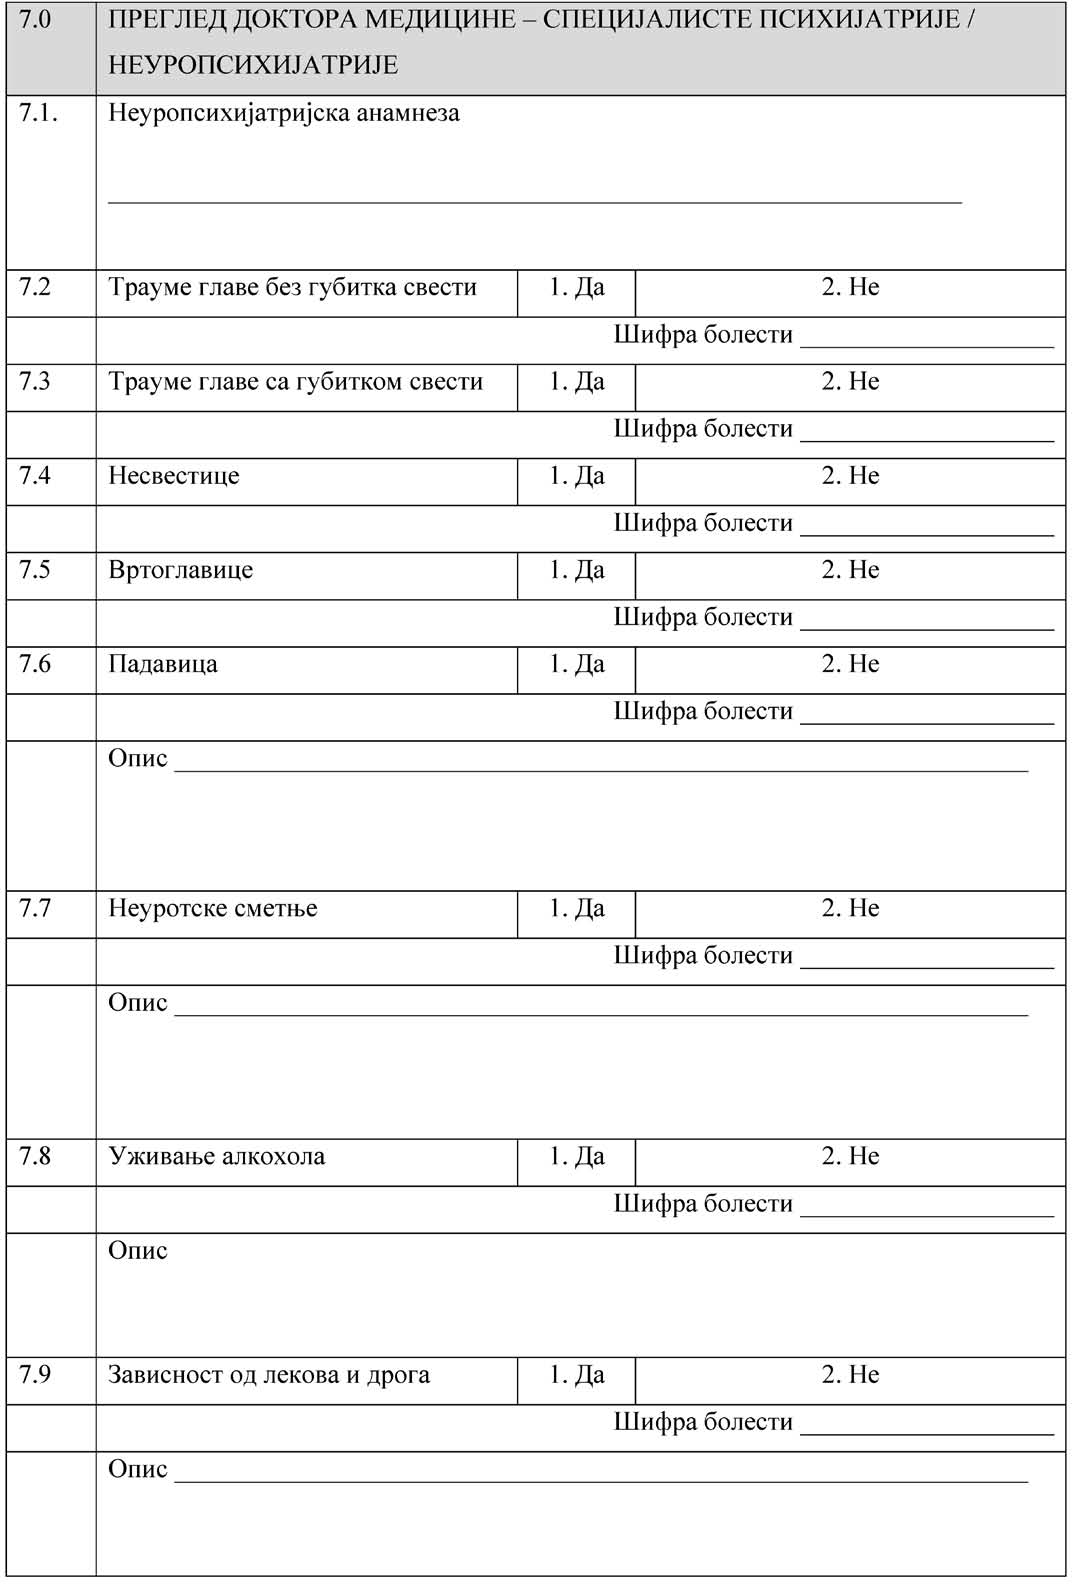 7.0 ПРЕГЛЕД ДОКТОРА МЕДИЦИНЕ – СПЕЦИЈАЛИСТЕ ПСИХИЈАТРИЈЕ /
НЕУРОПСИХИЈАТРИЈЕ
7.1. Неуропсихијатријска анамнеза
7.2 Трауме главе без губитка свести 1. Да 2. Не
Шифра болести
7.3 Трауме главе са губитком свести 1. Да 2. Не
Шифра болести
7.4 Несвестице 1. Да 2. Не
Шифра болести
7.5 Вртоглавице 1. Да 2. Не
Шифра болести
7.6 Падавица 1. Да 2. Не
Шифра болести
Опис
7.7 Неуротске сметње 1. Да 2. Не
Шифра болести
Опис
7.8 Уживање алкохола 1. Да 2. Не
Шифра болести
Опис
7.9 Зависност од лекова и дрога 1. Да 2. Не
Шифра болести
Опис